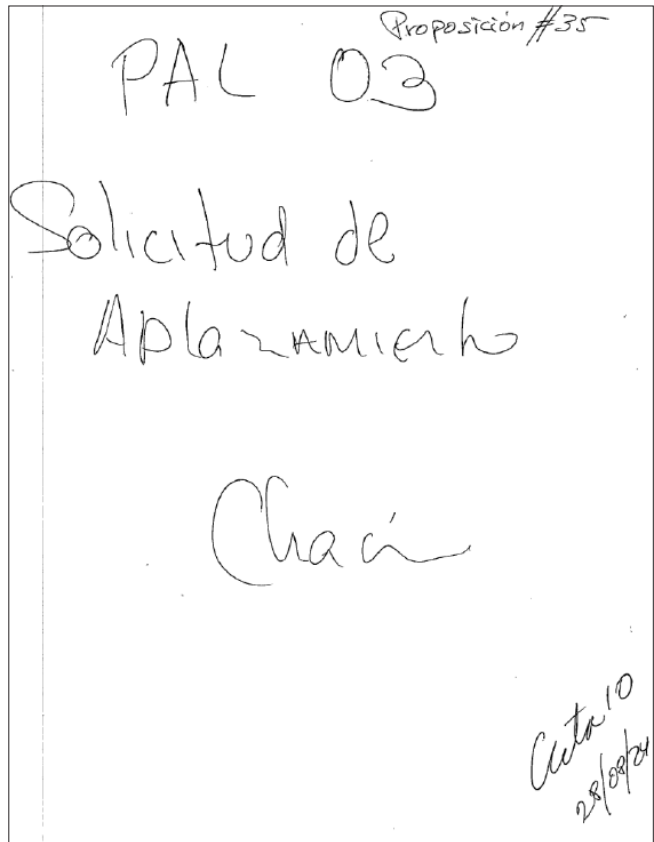 Proposición #35
PAL 03
Solicitud de
Aplazamiento
Chacín
Acta 10
28/08/24